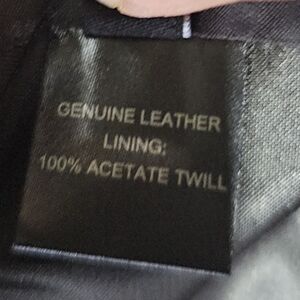 GENUINE LEATHER
LINING:
100% ACETATE TWILL